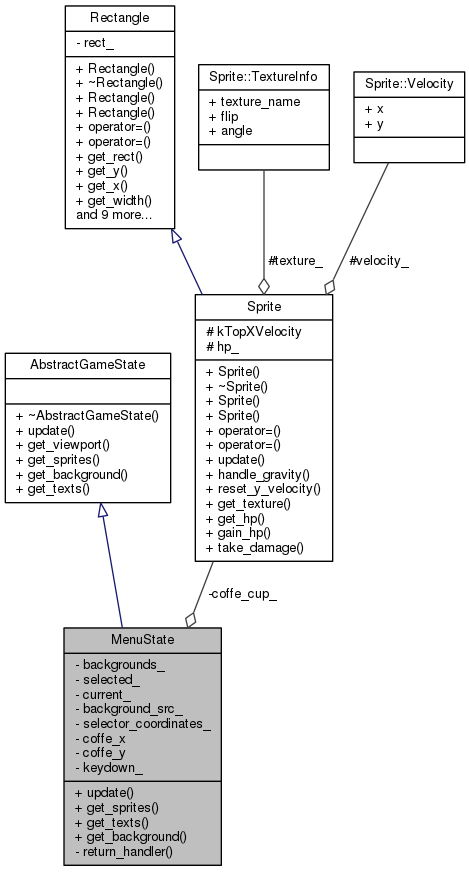 Rectangle
- rect_
+ Rectangle()
+ ~Rectangle()
+ Rectangle()
+ Rectangle()
+ operator=()
+ operator=()
+ get_rect()
+ get_y()
+ get_x()
+ get_width()
and 9 more...
Sprite::TextureInfo
+ texture_name
+ flip
+ angle
Sprite::Velocity
+ x
+ y
#texture_
#velocity_
Sprite
# kTopXVelocity
# hp_
+ Sprite()
+ ~Sprite()
+ Sprite()
+ Sprite()
+ operator=()
+ operator=()
+ update()
+ handle_gravity()
+ reset_y_velocity()
+ get_texture()
+ get_hp()
+ gain_hp()
+ take_damage()
AbstractGameState
+ ~AbstractGameState()
+ update()
+ get_viewport()
+ get_sprites()
+ get_background()
+ get_texts()
-coffe_cup_
MenuState
- backgrounds_
- selected_
- current_
- background_src_
- selector_coordinates_
- coffe_x
- coffe_y
- keydown_
+ update()
+ get_sprites()
+ get_texts()
+ get_background()
- return_handler()